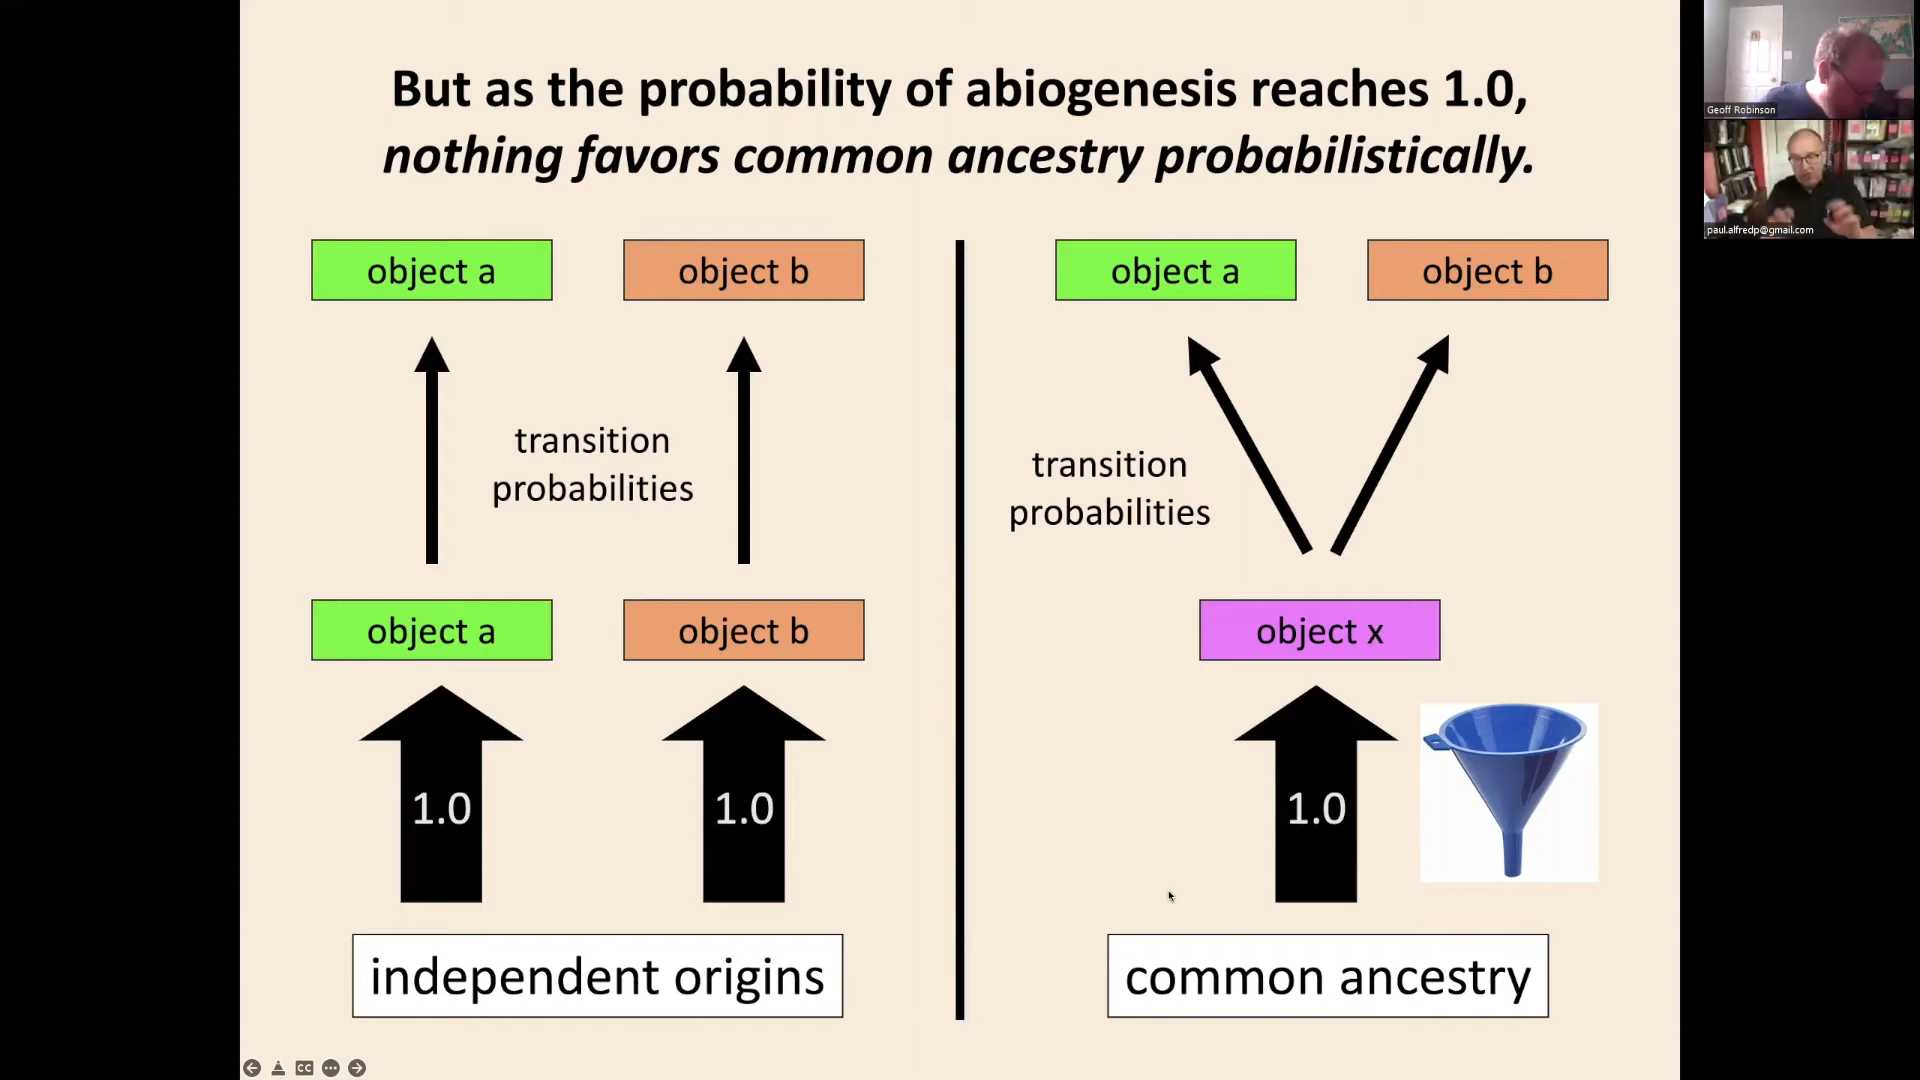 But as the probability of abiogenesis reaches 1.0,
nothing favors common ancestry probabilistically.
object a
object b
transition
probabilities
object a
object b
1.0
1.0
independent origins
object a
object b
transition
probabilities
object x
1.0
common ancestry
Geoff Robinson
paul.alfredp@gmail.com
CC